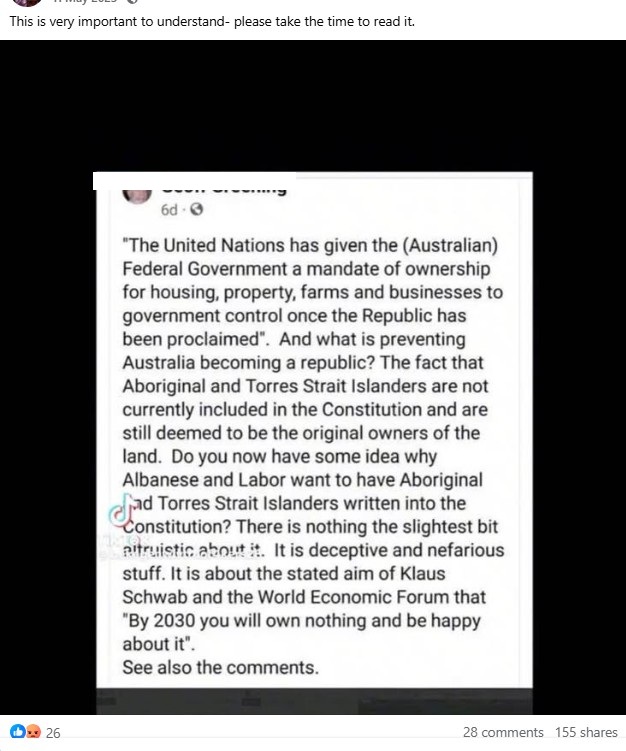 11 May 2023
This is very important to understand- please take the time to read it.
6d ·
"The United Nations has given the (Australian)
Federal Government a mandate of ownership
for housing, property, farms and businesses to
government control once the Republic has
been proclaimed". And what is preventing
Australia becoming a republic? The fact that
Aboriginal and Torres Strait Islanders are not
currently included in the Constitution and are
still deemed to be the original owners of the
land. Do you now have some idea why
Albanese and Labor want to have Aboriginal
and Torres Strait Islanders written into the
Constitution? There is nothing the slightest bit
altruistic about it. It is deceptive and nefarious
stuff. It is about the stated aim of Klaus
Schwab and the World Economic Forum that
"By 2030 you will own nothing and be happy
about it".
See also the comments.
26
28 comments 155 shares